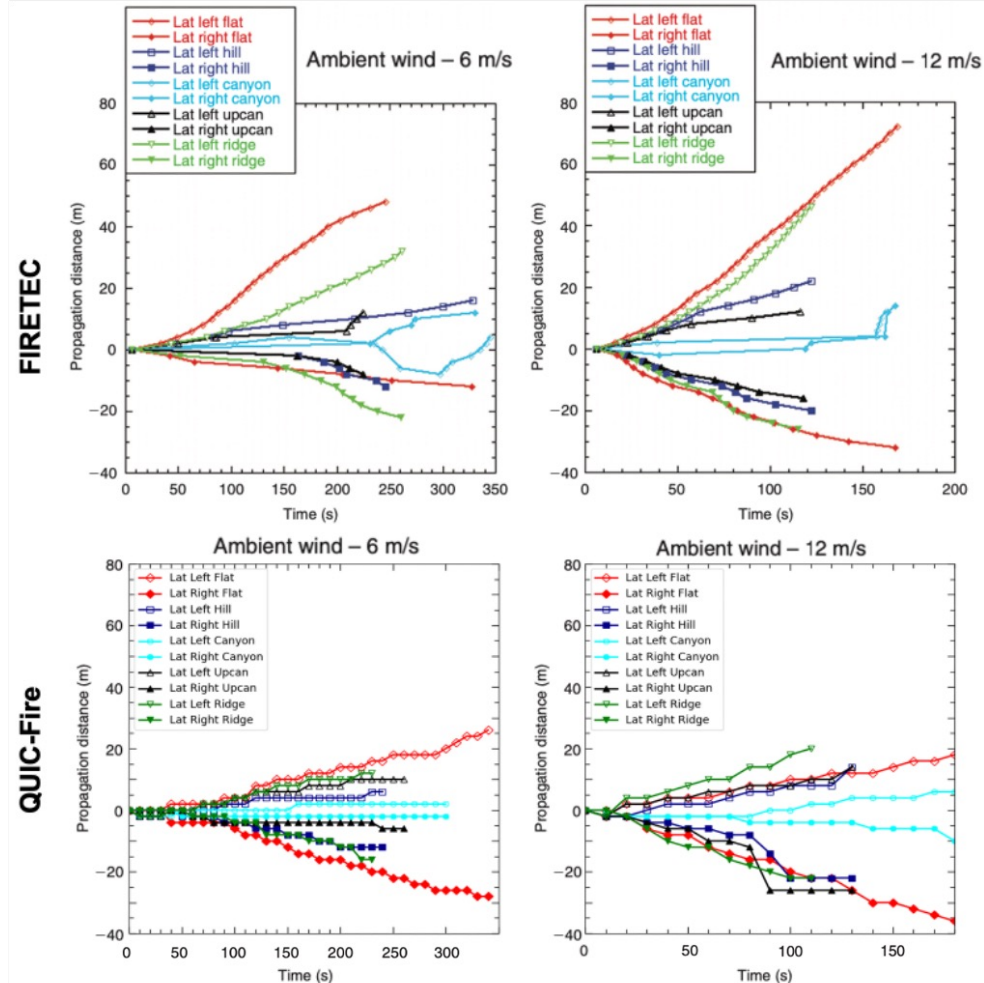 Lat left flat
Lat right flat
Lat left hill
Lat right hill
Lat left canyon
Lat right canyon
Lat left upcan
Lat right upcan
Lat left ridge
Lat right ridge
Ambient wind – 6 m/s
80
60
40
20
0
−20
−40
Propagation distance (m)
0 50 100 150 200 250 300 350
Time (s)
Lat left flat
Lat right flat
Lat left hill
Lat right hill
Lat left canyon
Lat right canyon
Lat left upcan
Lat right upcan
Lat left ridge
Lat right ridge
Ambient wind – 12 m/s
80
60
40
20
0
−20
−40
Propagation distance (m)
0 50 100 150 200
Time (s)
FIRETEC
Ambient wind – 6 m/s
Lat Left Flat
Lat Right Flat
Lat Left Hill
Lat Right Hill
Lat Left Canyon
Lat Right Canyon
Lat Left Upcan
Lat Right Upcan
Lat Left Ridge
Lat Right Ridge
80
60
40
20
0
−20
−40
Propagation distance (m)
0 50 100 150 200 250 300
Time (s)
Ambient wind – 12 m/s
Lat Left Flat
Lat Right Flat
Lat Left Hill
Lat Right Hill
Lat Left Canyon
Lat Right Canyon
Lat Left Upcan
Lat Right Upcan
Lat Left Ridge
Lat Right Ridge
80
60
40
20
0
−20
−40
Propagation distance (m)
0 50 100 150
Time (s)
QUIC-Fire